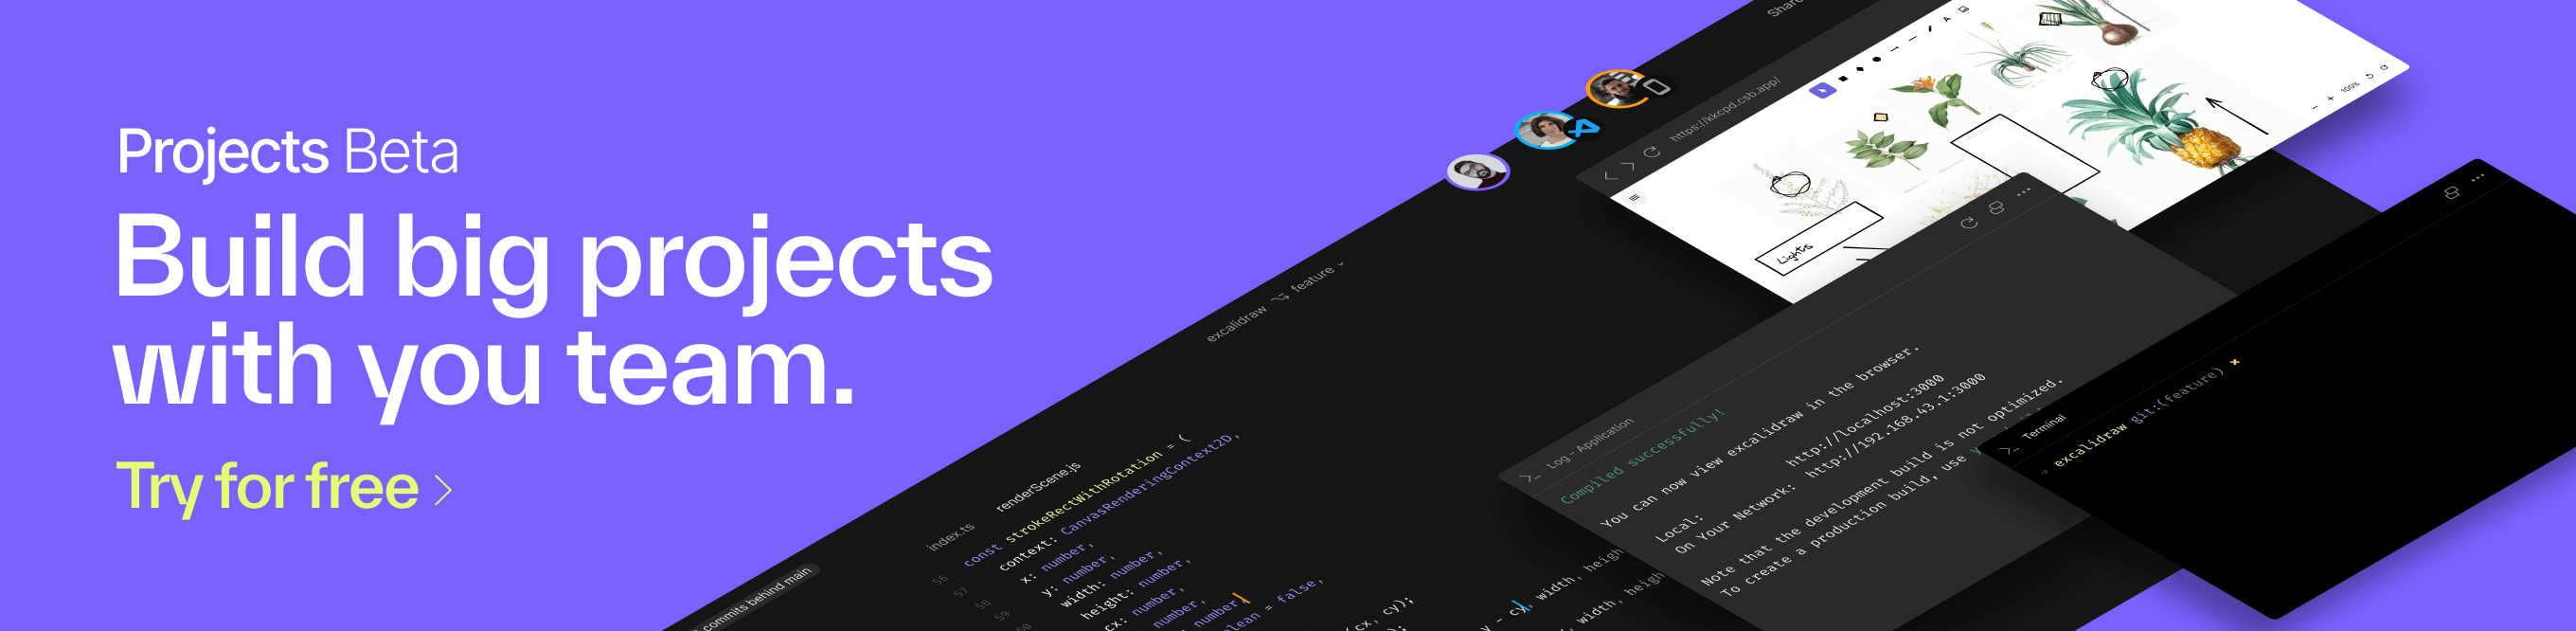 Projects Beta
Build big projects
with you team.
Try for free
Share
https://kkcpd.csb.app/
100%
Lights
excalidraw feature
index.ts
renderScene.js
commits behind main
56
const strokeRectWithRotation = (
57
context: CanvasRenderingContext2D,
58
x: number,
59
y: number,
60
width: number,
height: number,
cx: number,
number,
number,
lean = false,
(cx, cy);
);
y - cy, width, heigh
, width, heigh
Log - Application
Compiled successfully!
You can now view excalidraw in the browser.
Local: http://localhost:3000
On Your Network: http://192.168.43.1:3000
Note that the development build is not optimized.
To create a production build, use
Terminal
excalidraw git:(feature)